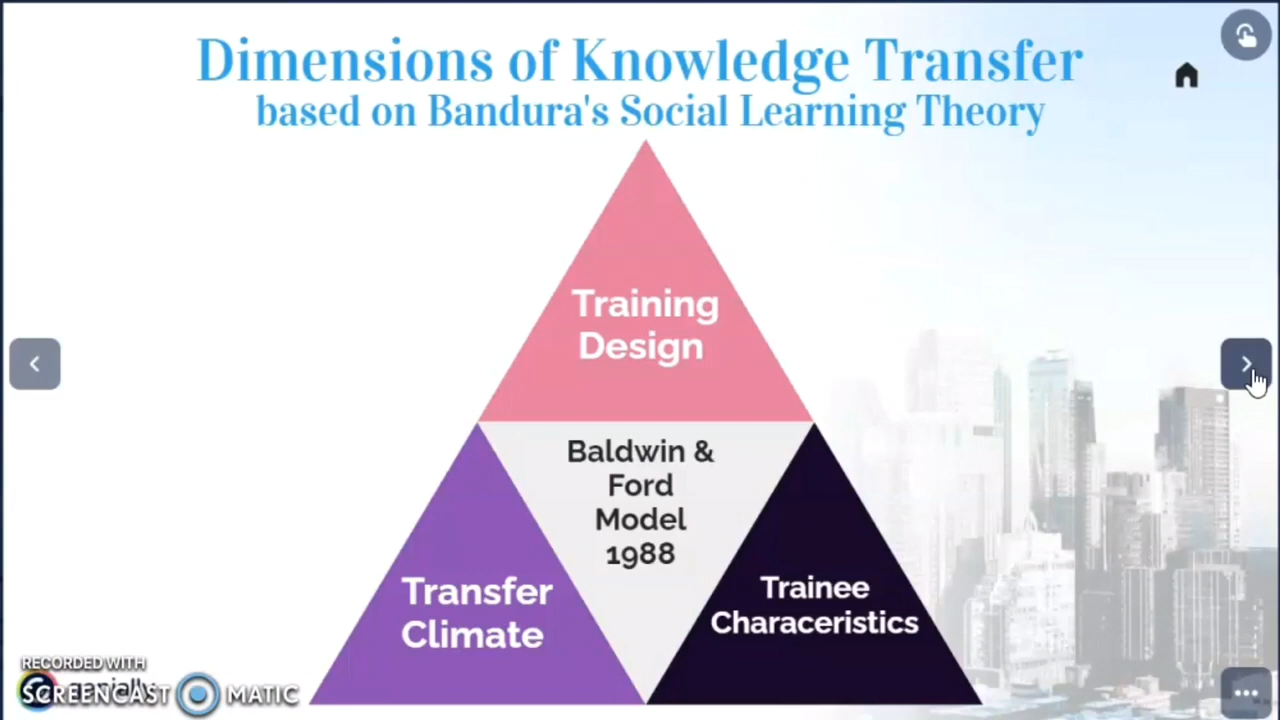 Dimensions of Knowledge Transfer
based on Bandura's Social Learning Theory
Training
Design
Baldwin &
Ford
Model
1988
Transfer
Climate
Trainee
Characeristics
RECORDED WITH
SCREENCAST MATIC